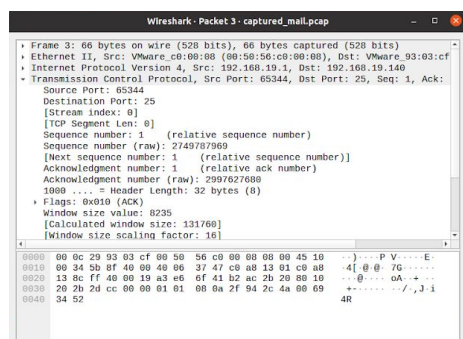 Wireshark · Packet 3 · captured_mail.pcap
Frame 3: 66 bytes on wire (528 bits), 66 bytes captured (528 bits)
Ethernet II, Src: VMware_c0:00:08 (00:50:56:c0:00:08), Dst: VMware_93:03:cf
Internet Protocol Version 4, Src: 192.168.19.1, Dst: 192.168.19.140
Transmission Control Protocol, Src Port: 65344, Dst Port: 25, Seq: 1, Ack:
Source Port: 65344
Destination Port: 25
[Stream index: 0]
[TCP Segment Len: 0]
Sequence number: 1 (relative sequence number)
Sequence number (raw): 2749787969
[Next sequence number: 1 (relative sequence number)]
Acknowledgment number: 1 (relative ack number)
Acknowledgment number (raw): 2997627680
1000 .... = Header Length: 32 bytes (8)
Flags: 0x010 (ACK)
Window size value: 8235
[Calculated window size: 131760]
[Window size scaling factor: 16]
0000 00 0c 29 93 03 cf 00 50 56 c0 00 08 08 00 45 10 ··)····P V·····E·
0010 00 34 5b 8f 40 00 40 06 37 47 c0 a8 13 01 c0 a8 ·4[·@·@· 7G······
0020 13 8c ff 40 00 19 a3 e6 6f 41 b2 ac 2b 20 80 10 ···@···· oA··+ ··
0030 20 2b 2d cc 00 00 01 01 08 0a 2f 94 2c 4a 00 69 +-····· ··/·,J·i
0040 34 52 4R